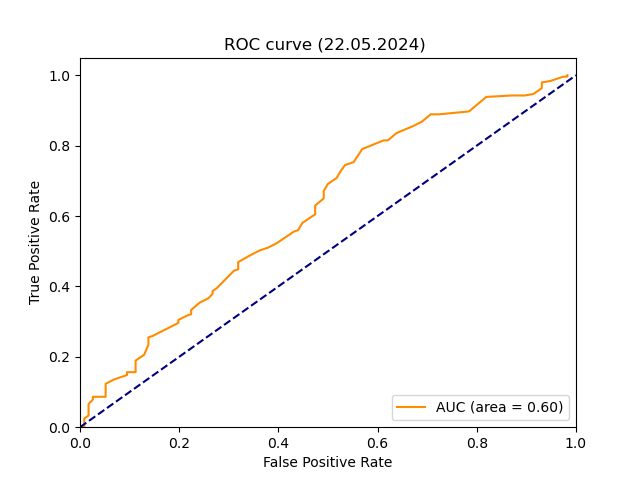 ROC curve (22.05.2024)
True Positive Rate
1.0
0.8
0.6
0.4
0.2
0.0
AUC (area = 0.60)
0.0 0.2 0.4 0.6 0.8 1.0
False Positive Rate